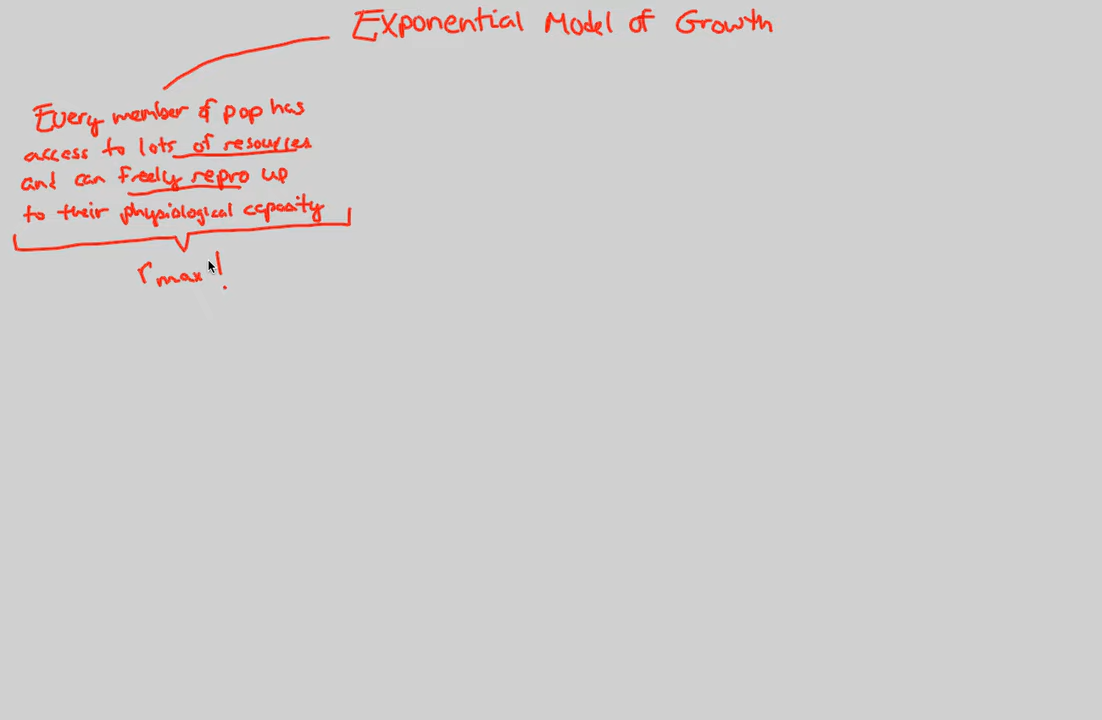 Exponential Model of Growth
Every member of pop has
access to lots of resources
and can freely repro up
to their physiological capacity
rmax!